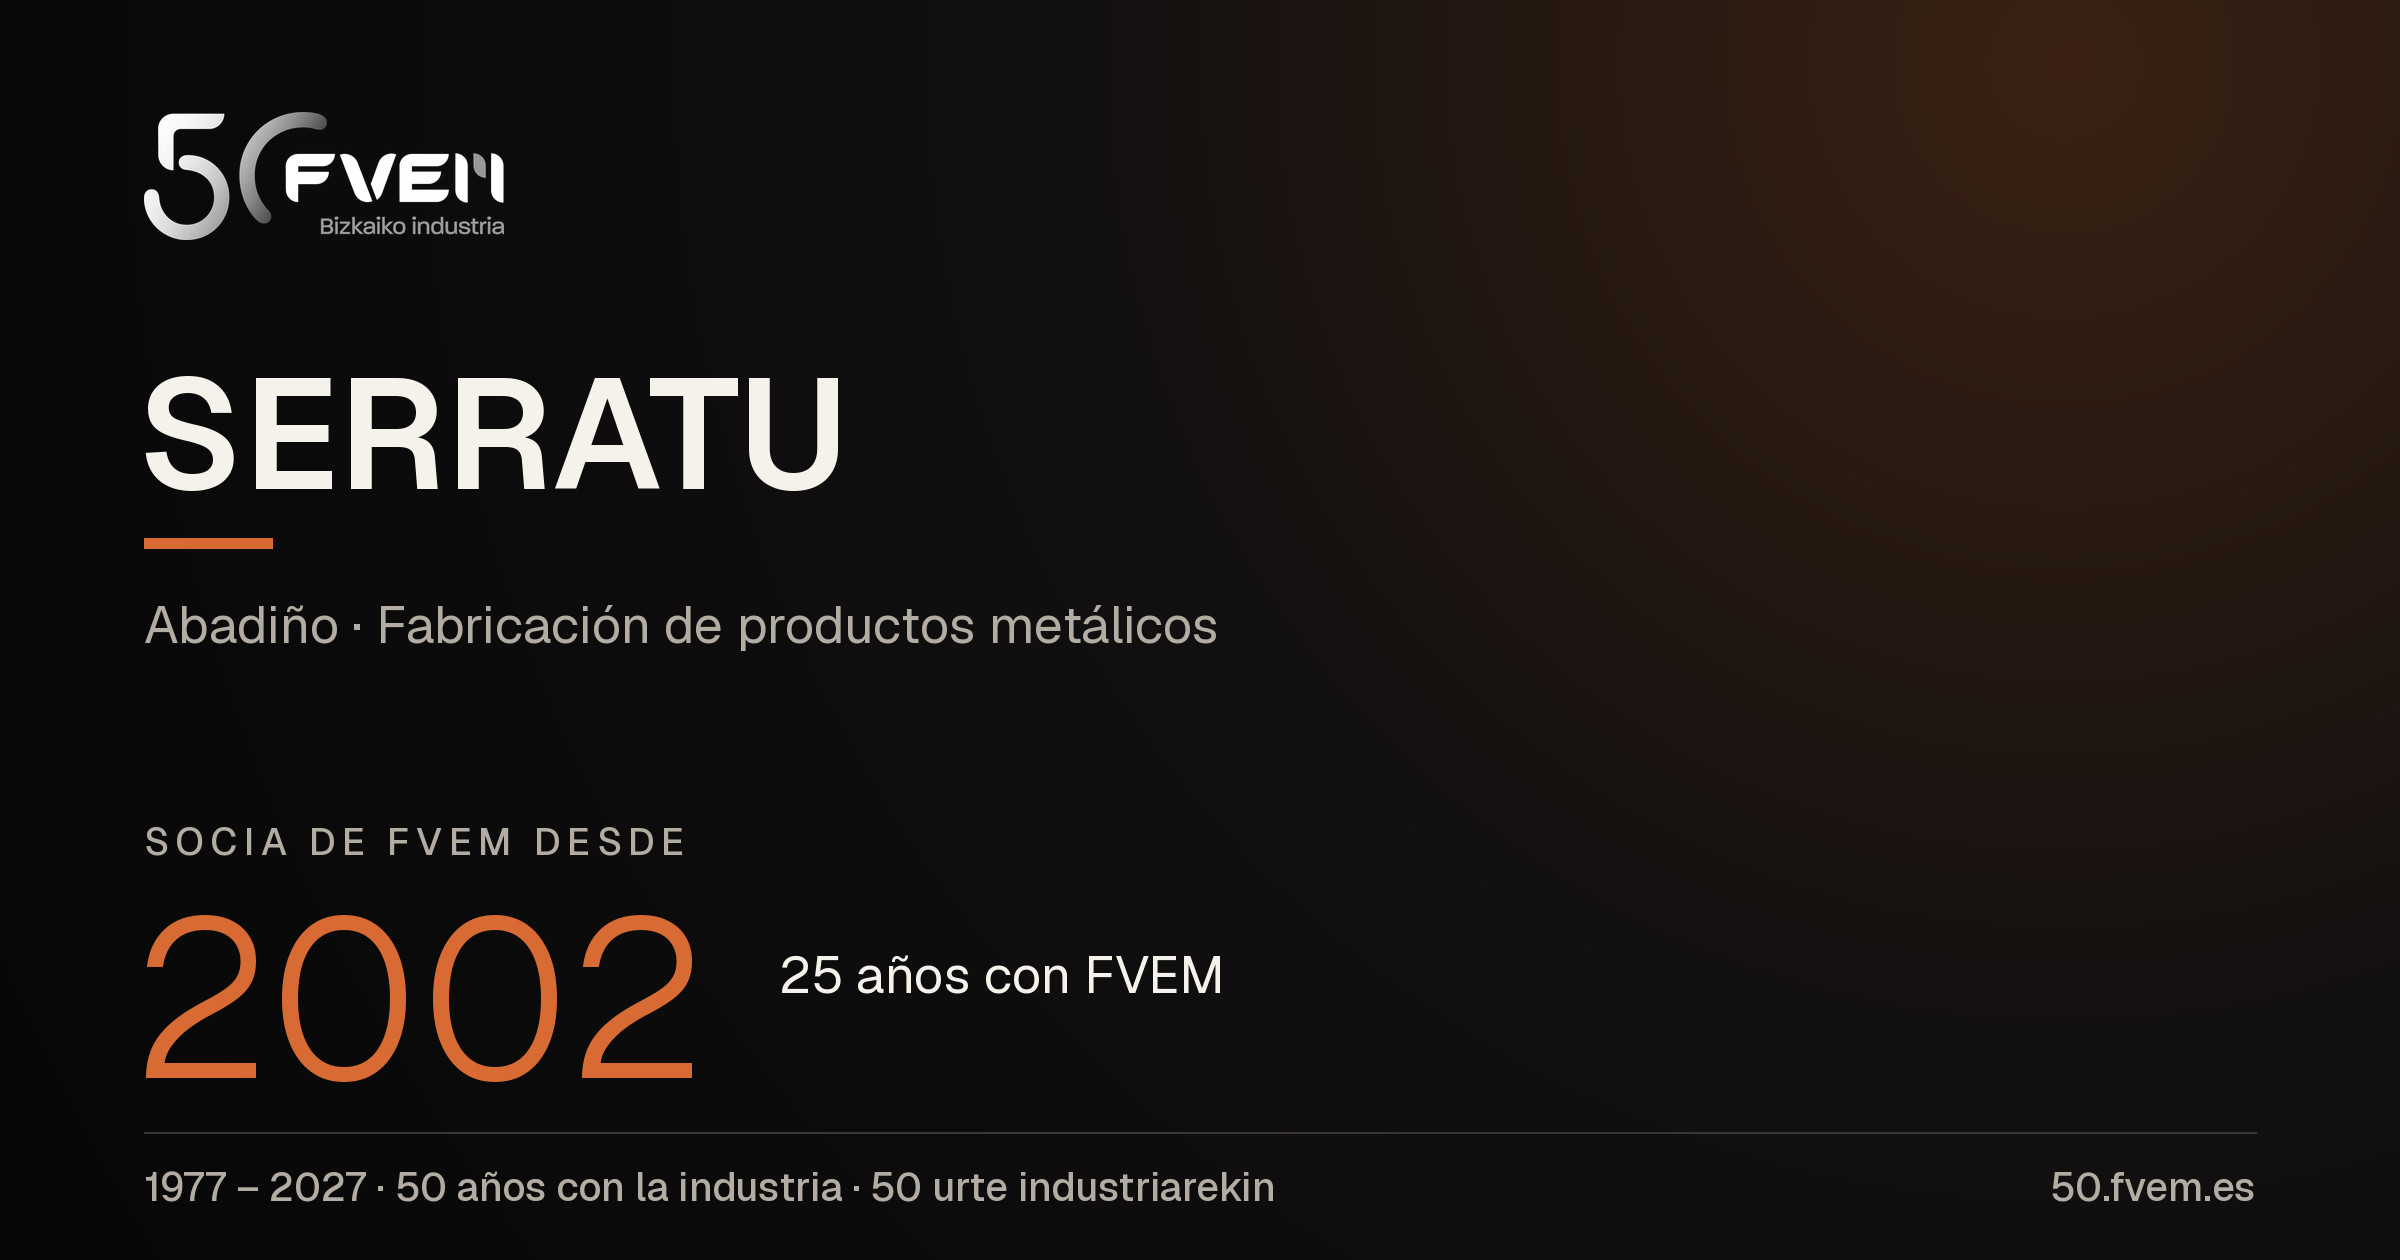 50 FVEM
Bizkaiko industria
SERRATU
Abadiño · Fabricación de productos metálicos
SOCIA DE FVEM DESDE
2002
25 años con FVEM
1977 – 2027 · 50 años con la industria · 50 urte industriarekin
50.fvem.es